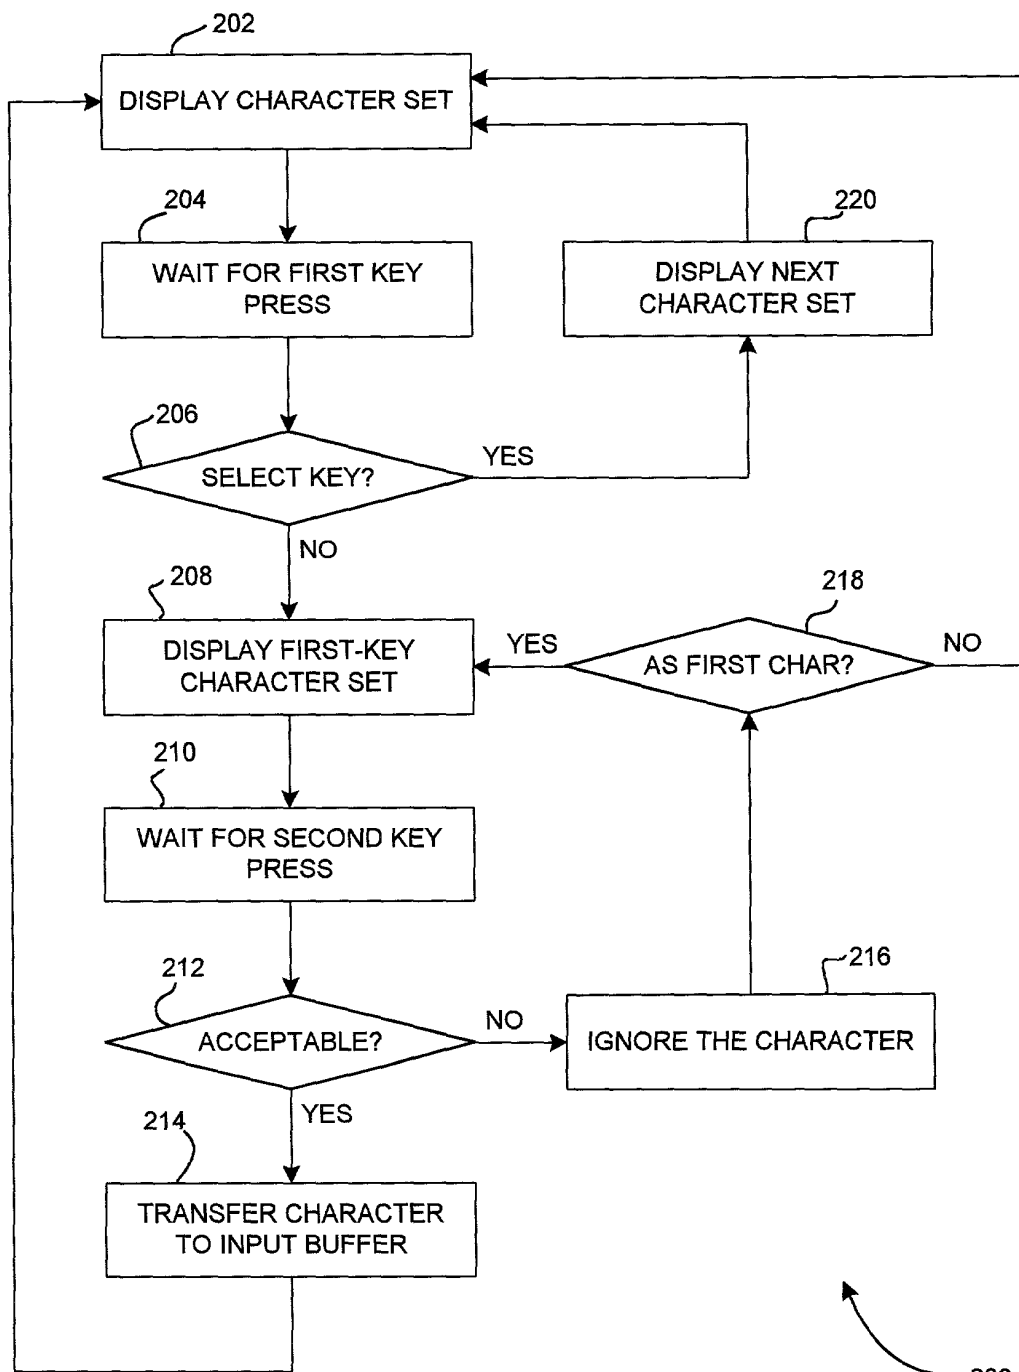 202
DISPLAY CHARACTER SET
204
WAIT FOR FIRST KEY
PRESS
220
DISPLAY NEXT
CHARACTER SET
206
SELECT KEY?
YES
NO
208
DISPLAY FIRST-KEY
CHARACTER SET
218
YES
AS FIRST CHAR?
NO
210
WAIT FOR SECOND KEY
PRESS
212
ACCEPTABLE?
NO
216
IGNORE THE CHARACTER
YES
214
TRANSFER CHARACTER
TO INPUT BUFFER